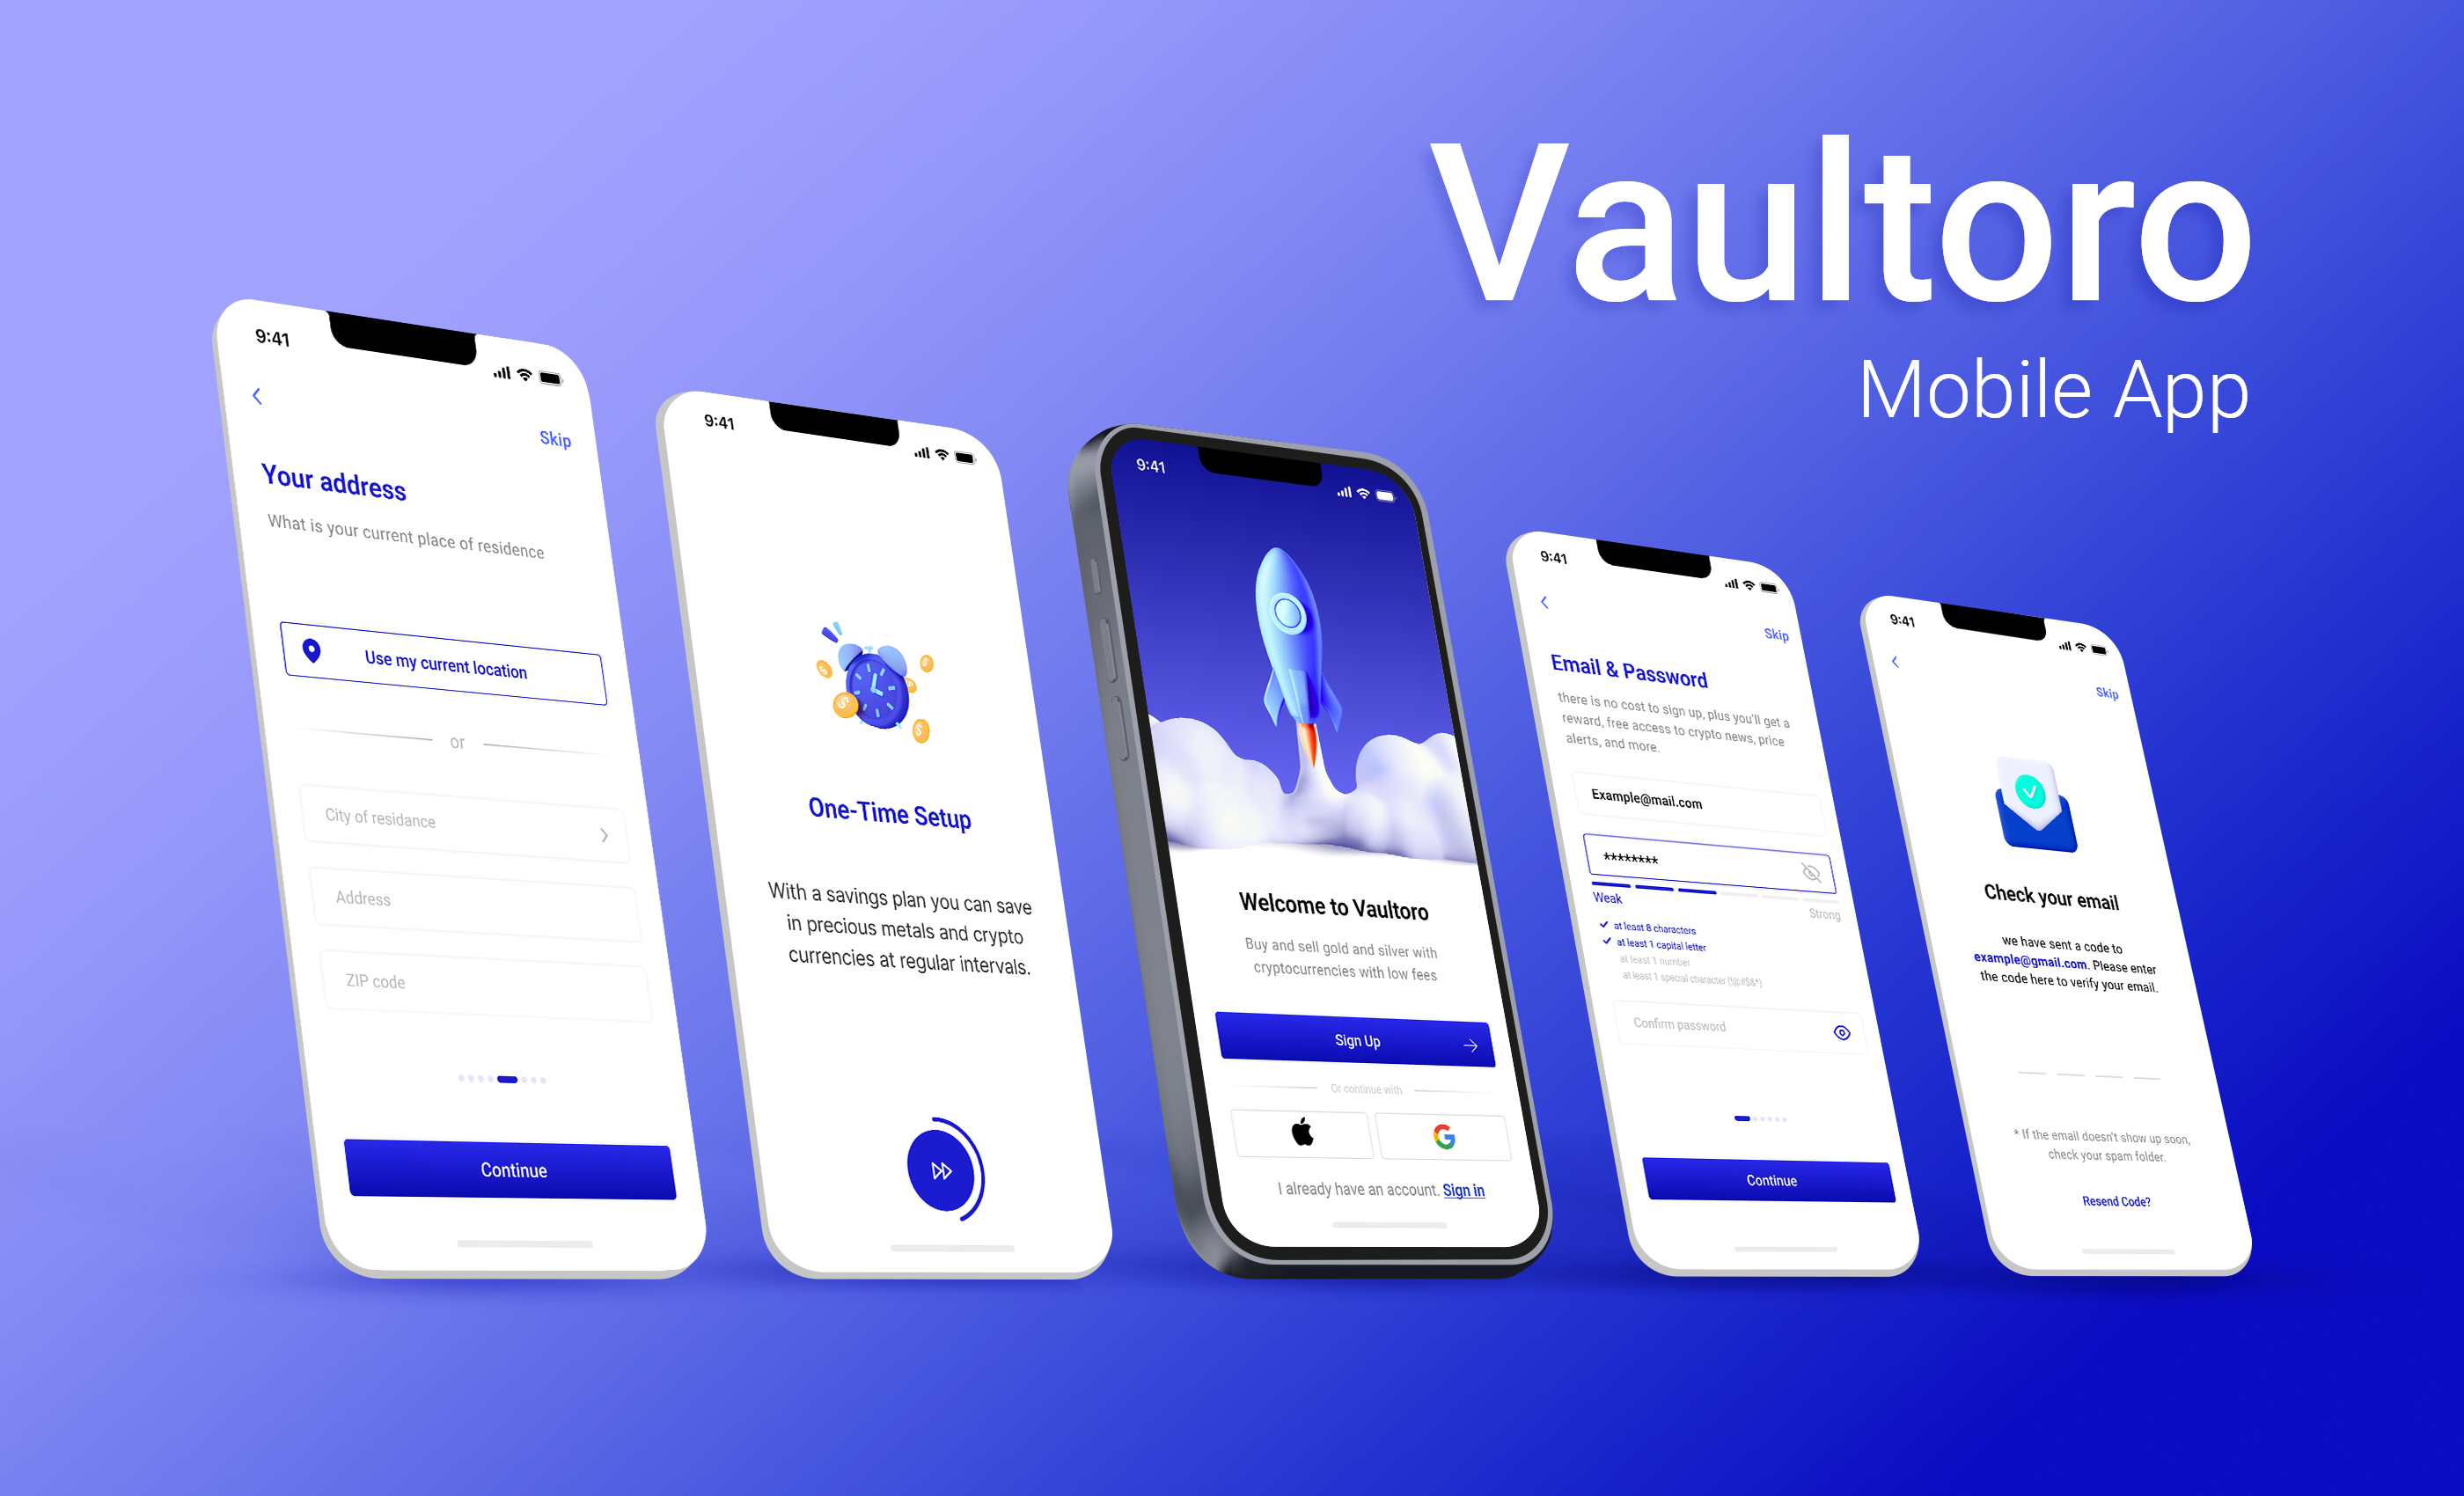 Vaultoro
Mobile App
9:41
Skip
Your address
What is your current place of residence
Use my current location
or
City of residance
Address
ZIP code
Continue
9:41
One-Time Setup
With a savings plan you can save
in precious metals and crypto
currencies at regular intervals.
9:41
Welcome to Vaultoro
Buy and sell gold and silver with
cryptocurrencies with low fees
Sign Up
Or continue with
I already have an account. Sign in
9:41
Skip
Email & Password
there is no cost to sign up, plus you'll get a
reward, free access to crypto news, price
alerts, and more.
Example@mail.com
********
Weak
Strong
at least 8 characters
at least 1 capital letter
at least 1 number
at least 1 special character (!@#$&*)
Confirm password
Continue
9:41
Skip
Check your email
we have sent a code to
example@gmail.com. Please enter
the code here to verify your email.
* If the email doesn't show up soon,
check your spam folder.
Resend Code?